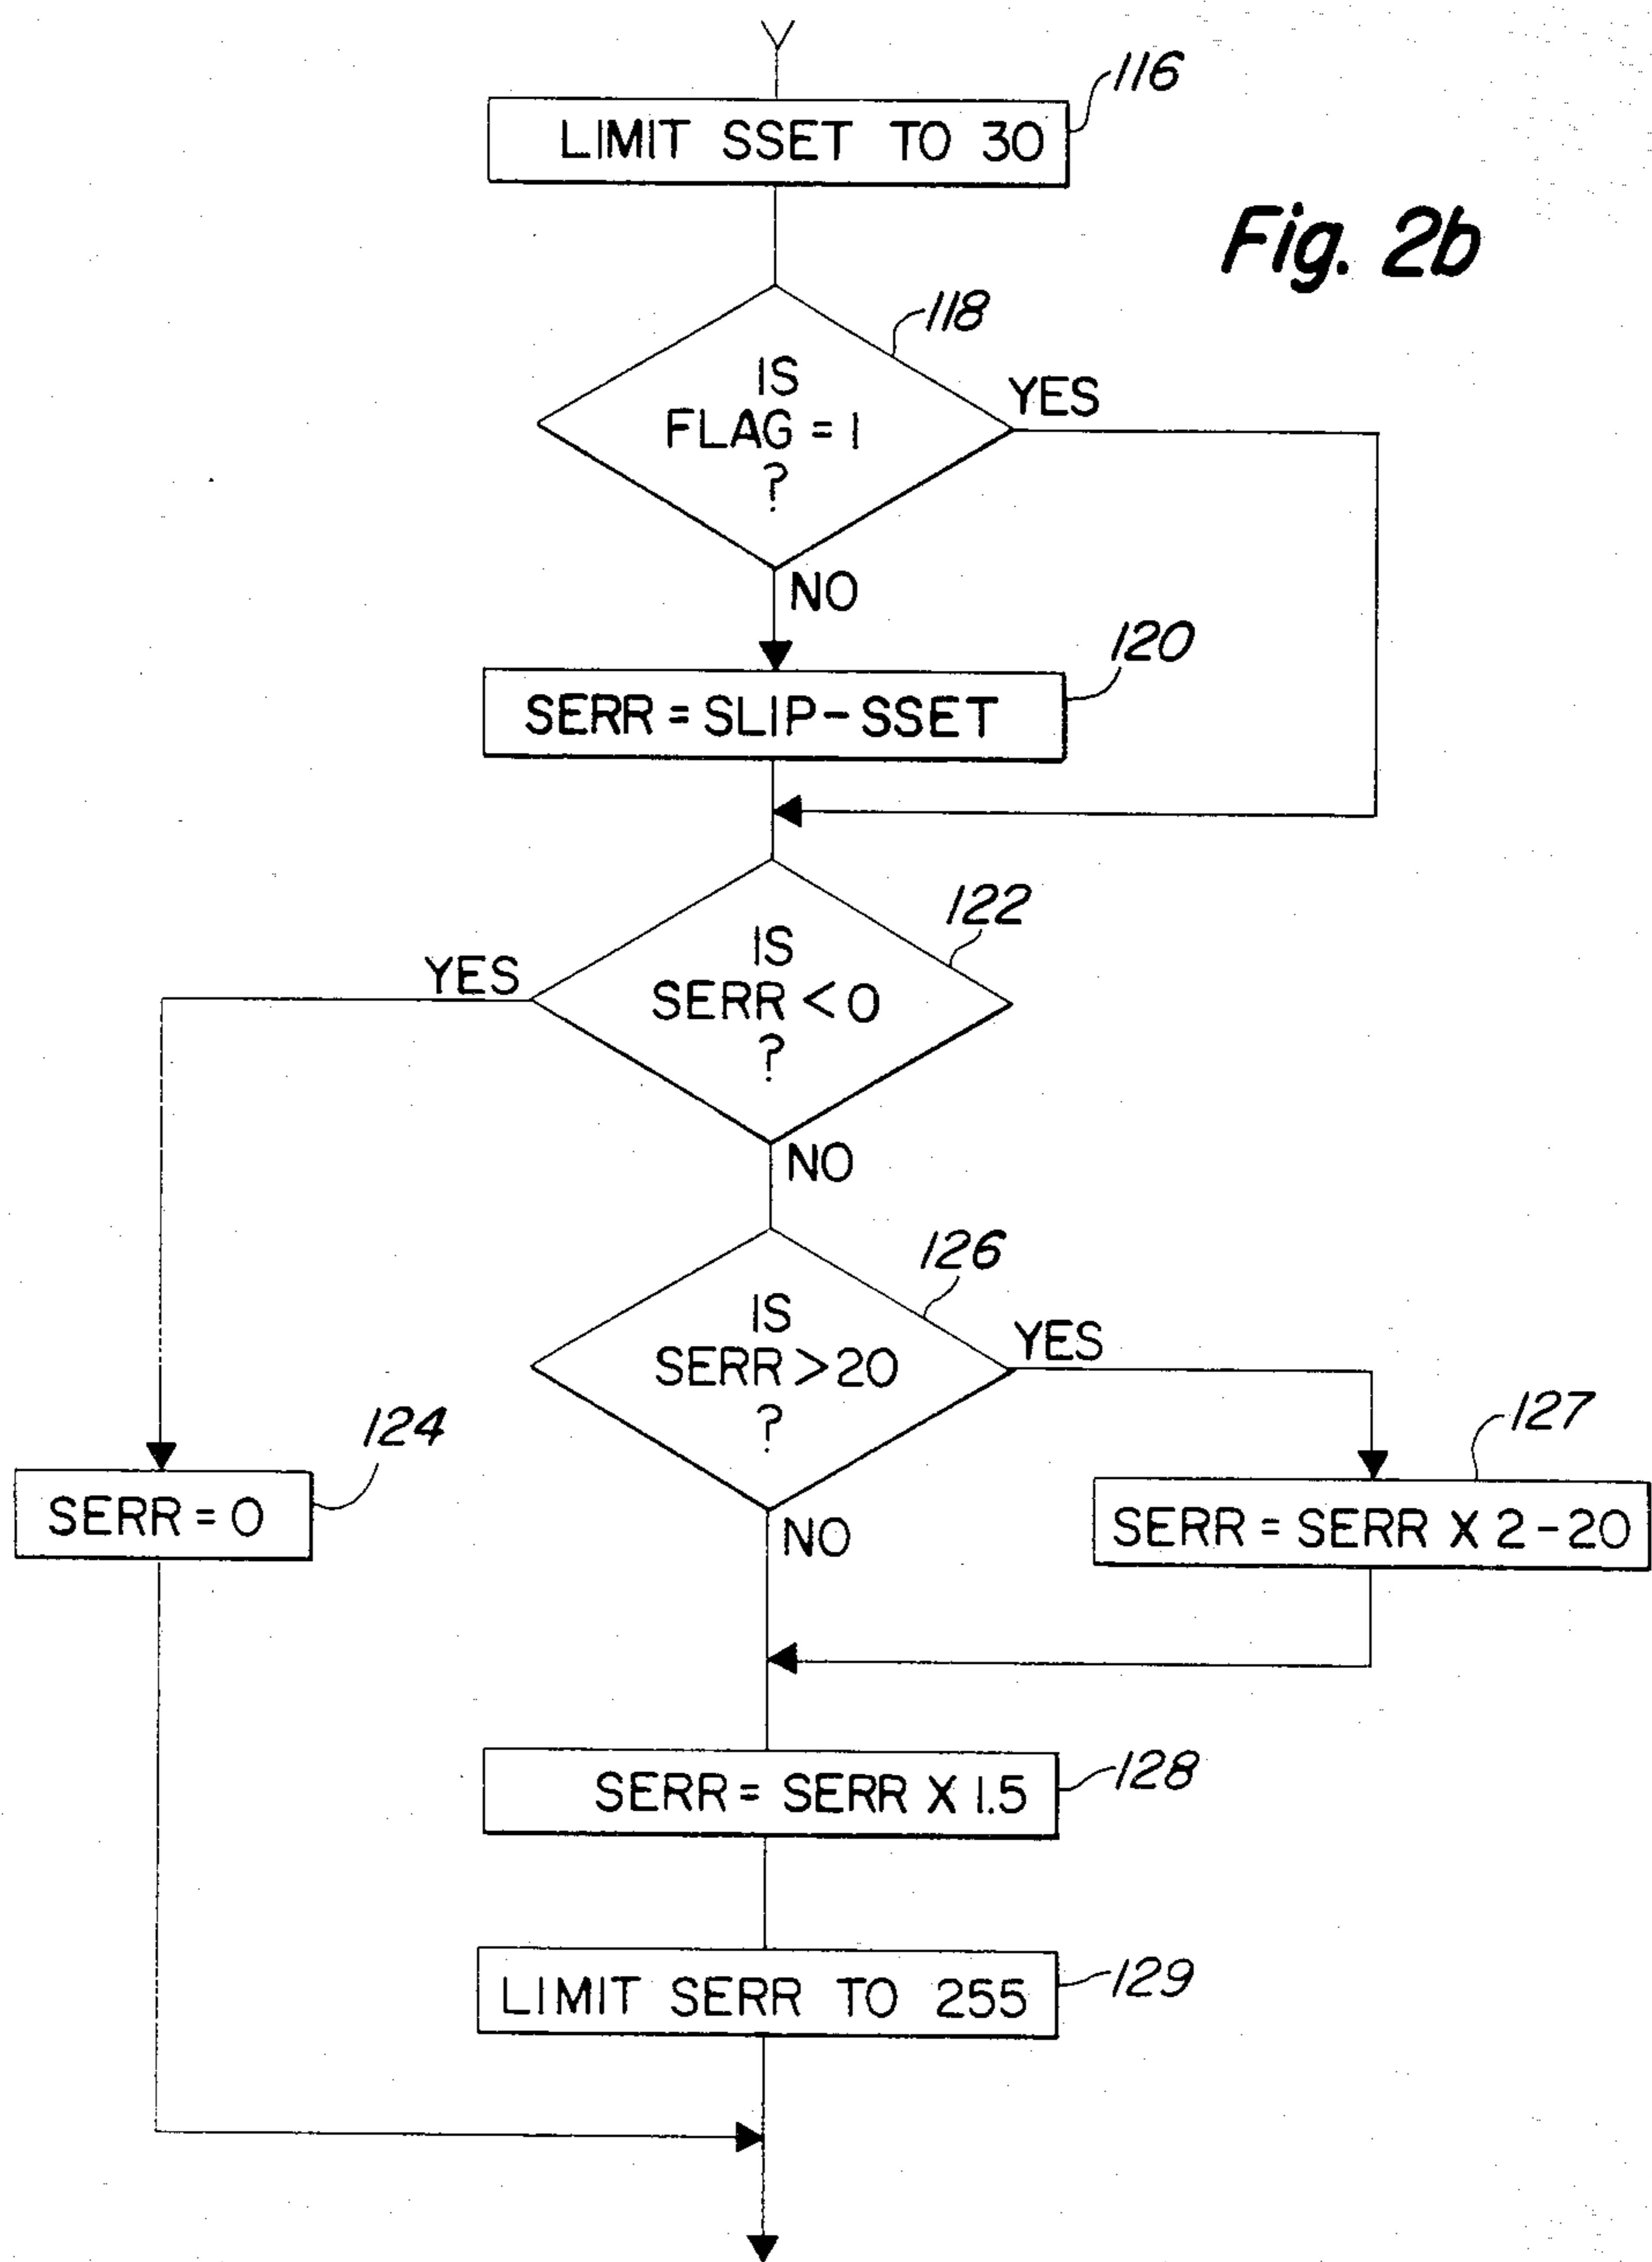 116
LIMIT SSET TO 30
Fig. 2b
118
IS
FLAG = 1
?
YES
NO
120
SERR = SLIP-SSET
122
IS
SERR < 0
?
YES
NO
126
IS
SERR > 20
?
YES
NO
124
SERR = 0
127
SERR = SERR X 2-20
128
SERR = SERR X 1.5
129
LIMIT SERR TO 255